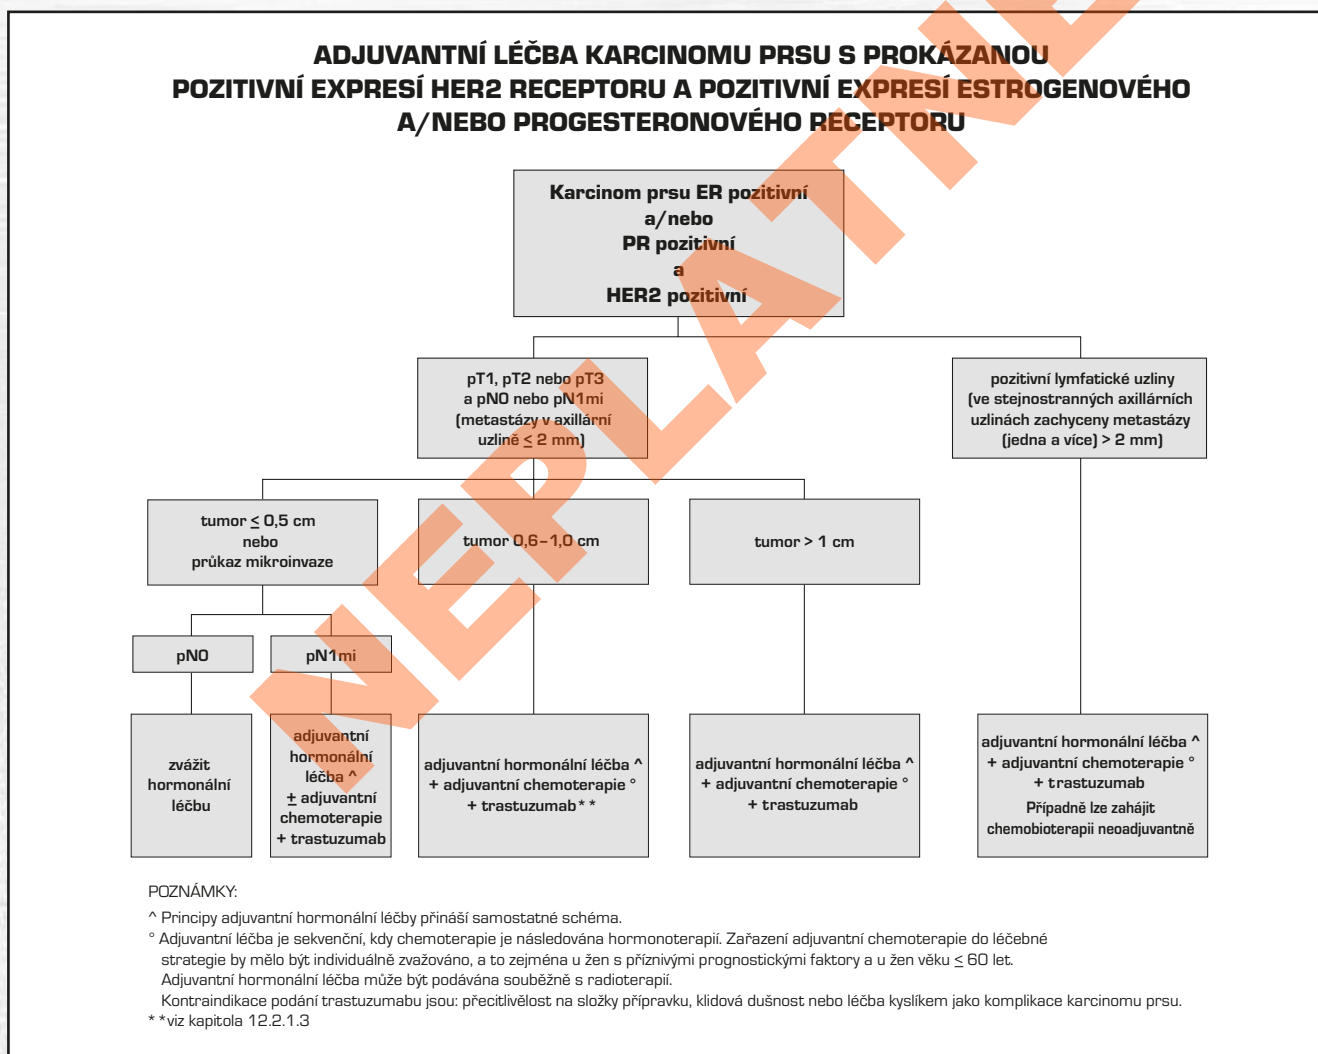 ADJUVANTNÍ LÉČBA KARCINOMU PRSU S PROKÁZANOU
POZITIVNÍ EXPRESÍ HER2 RECEPTORU A POZITIVNÍ EXPRESÍ ESTROGENOVÉHO
A/NEBO PROGESTERONOVÉHO RECEPTORU
Karcinom prsu ER pozitivní
a/nebo
PR pozitivní
a
HER2 pozitivní
pT1, pT2 nebo pT3
a pN0 nebo pN1mi
(metastázy v axillární
uzlině ≤ 2 mm)
pozitivní lymfatické uzliny
(ve stejnostranných axillárních
uzlinách zachyceny metastázy
(jedna a více) > 2 mm)
tumor ≤ 0,5 cm
nebo
průkaz mikroinvaze
tumor 0,6–1,0 cm
tumor > 1 cm
pN0
pN1mi
zvážit
hormonální
léčbu
adjuvantní
hormonální
léčba ^
± adjuvantní
chemoterapie
+ trastuzumab
adjuvantní hormonální léčba ^
+ adjuvantní chemoterapie °
+ trastuzumab**
adjuvantní hormonální léčba ^
+ adjuvantní chemoterapie °
+ trastuzumab
adjuvantní hormonální léčba ^
+ adjuvantní chemoterapie °
+ trastuzumab
Případně lze zahájit
chemobioterapii neoadjuvantně
POZNÁMKY:
^ Principy adjuvantní hormonální léčby přináší samostatné schéma.
° Adjuvantní léčba je sekvenční, kdy chemoterapie je následována hormonoterapií. Zařazení adjuvantní chemoterapie do léčebné
strategie by mělo být individuálně zvažováno, a to zejména u žen s příznivými prognostickými faktory a u žen věku ≤ 60 let.
Adjuvantní hormonální léčba může být podávána souběžně s radioterapií.
Kontraindikace podání trastuzumabu jsou: přecitlivělost na složky přípravku, klidová dušnost nebo léčba kyslíkem jako komplikace karcinomu prsu.
**viz kapitola 12.2.1.3
NEPLATNÉ